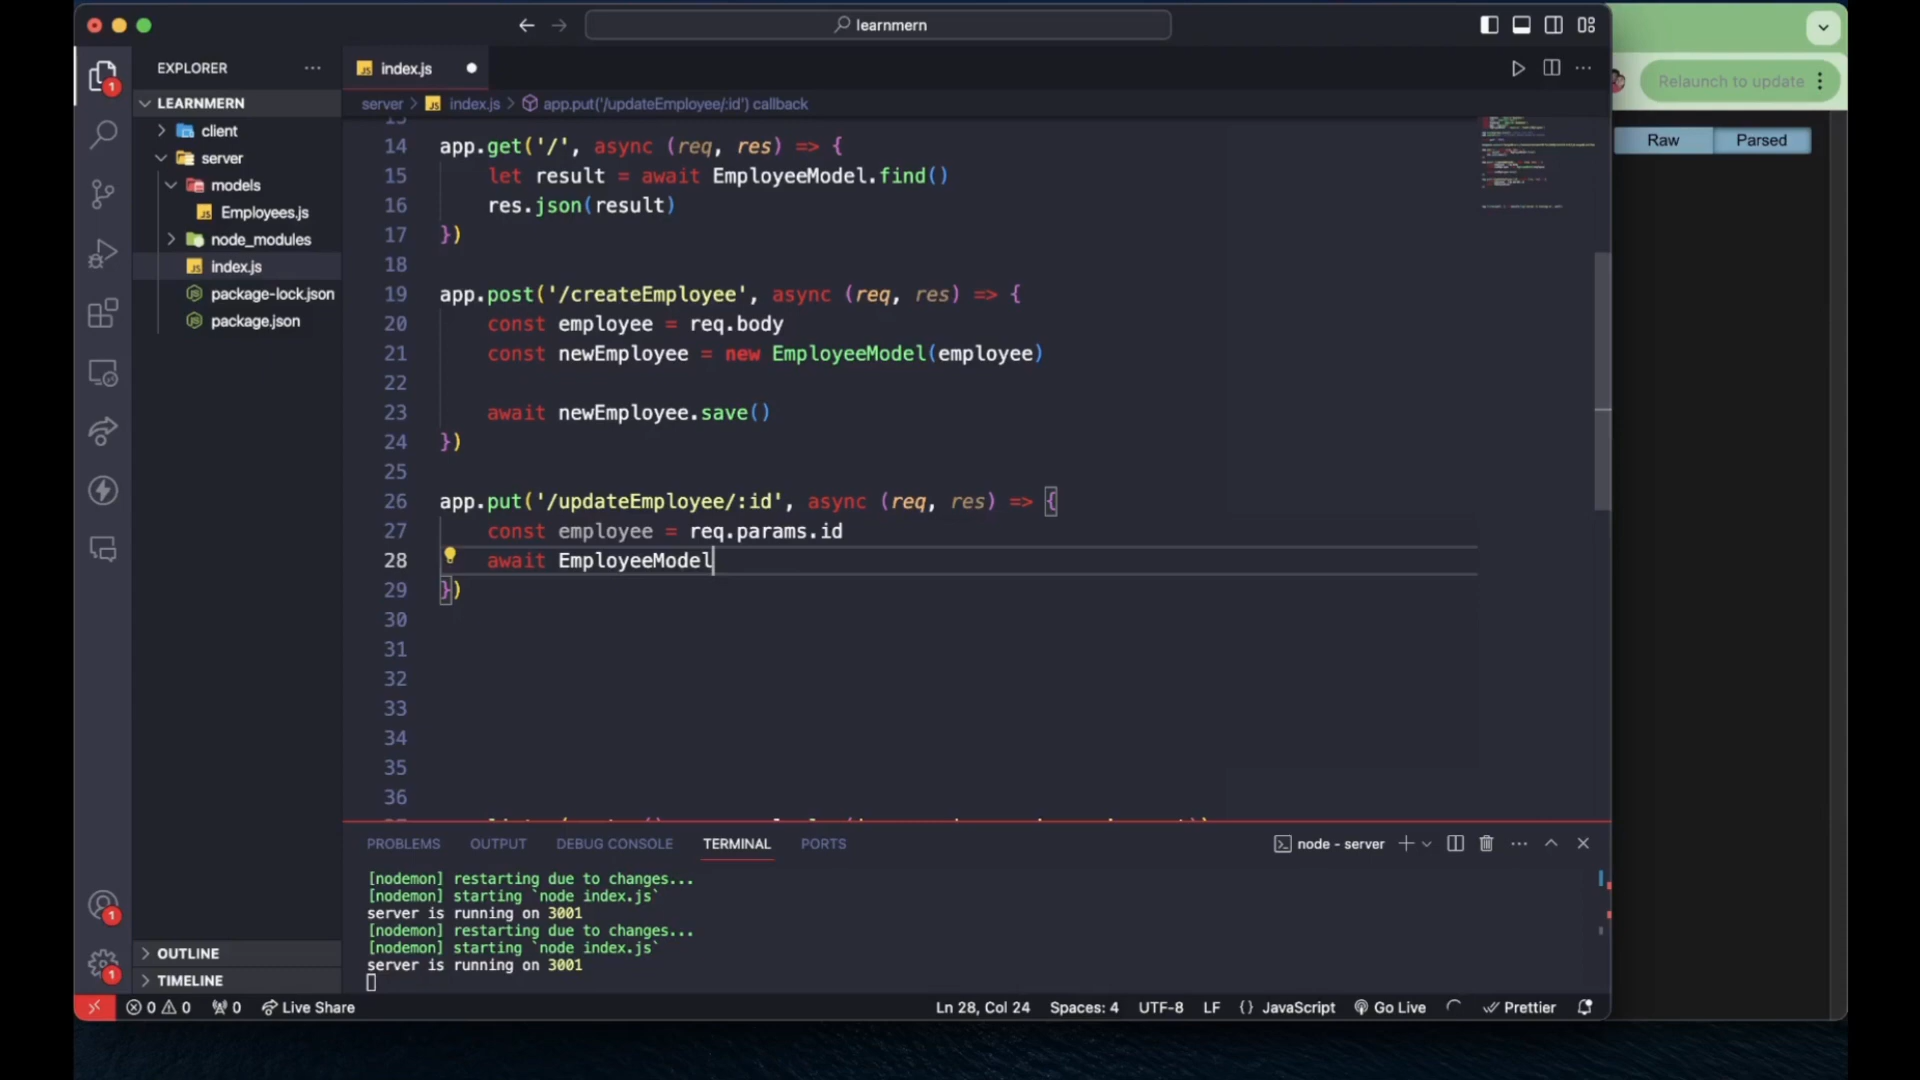 learnmern
Relaunch to update
EXPLORER
index.js
LEARNMERN
server > index.js > app.put('/updateEmployee/:id') callback
client
server
models
Employees.js
node_modules
index.js
package-lock.json
package.json
Raw
Parsed
14 app.get('/', async (req, res) => {
15 let result = await EmployeeModel.find()
16 res.json(result)
17 })
18
19 app.post('/createEmployee', async (req, res) => {
20 const employee = req.body
21 const newEmployee = new EmployeeModel(employee)
22
23 await newEmployee.save()
24 })
25
26 app.put('/updateEmployee/:id', async (req, res) => {
27 const employee = req.params.id
28 await EmployeeModel
29 })
30
31
32
33
34
35
36
PROBLEMS OUTPUT DEBUG CONSOLE TERMINAL PORTS
node - server
[nodemon] restarting due to changes...
[nodemon] starting `node index.js`
server is running on 3001
[nodemon] restarting due to changes...
[nodemon] starting `node index.js`
server is running on 3001
OUTLINE
TIMELINE
1
1
1
0 0 0 Live Share
Ln 28, Col 24 Spaces: 4 UTF-8 LF {} JavaScript Go Live Prettier